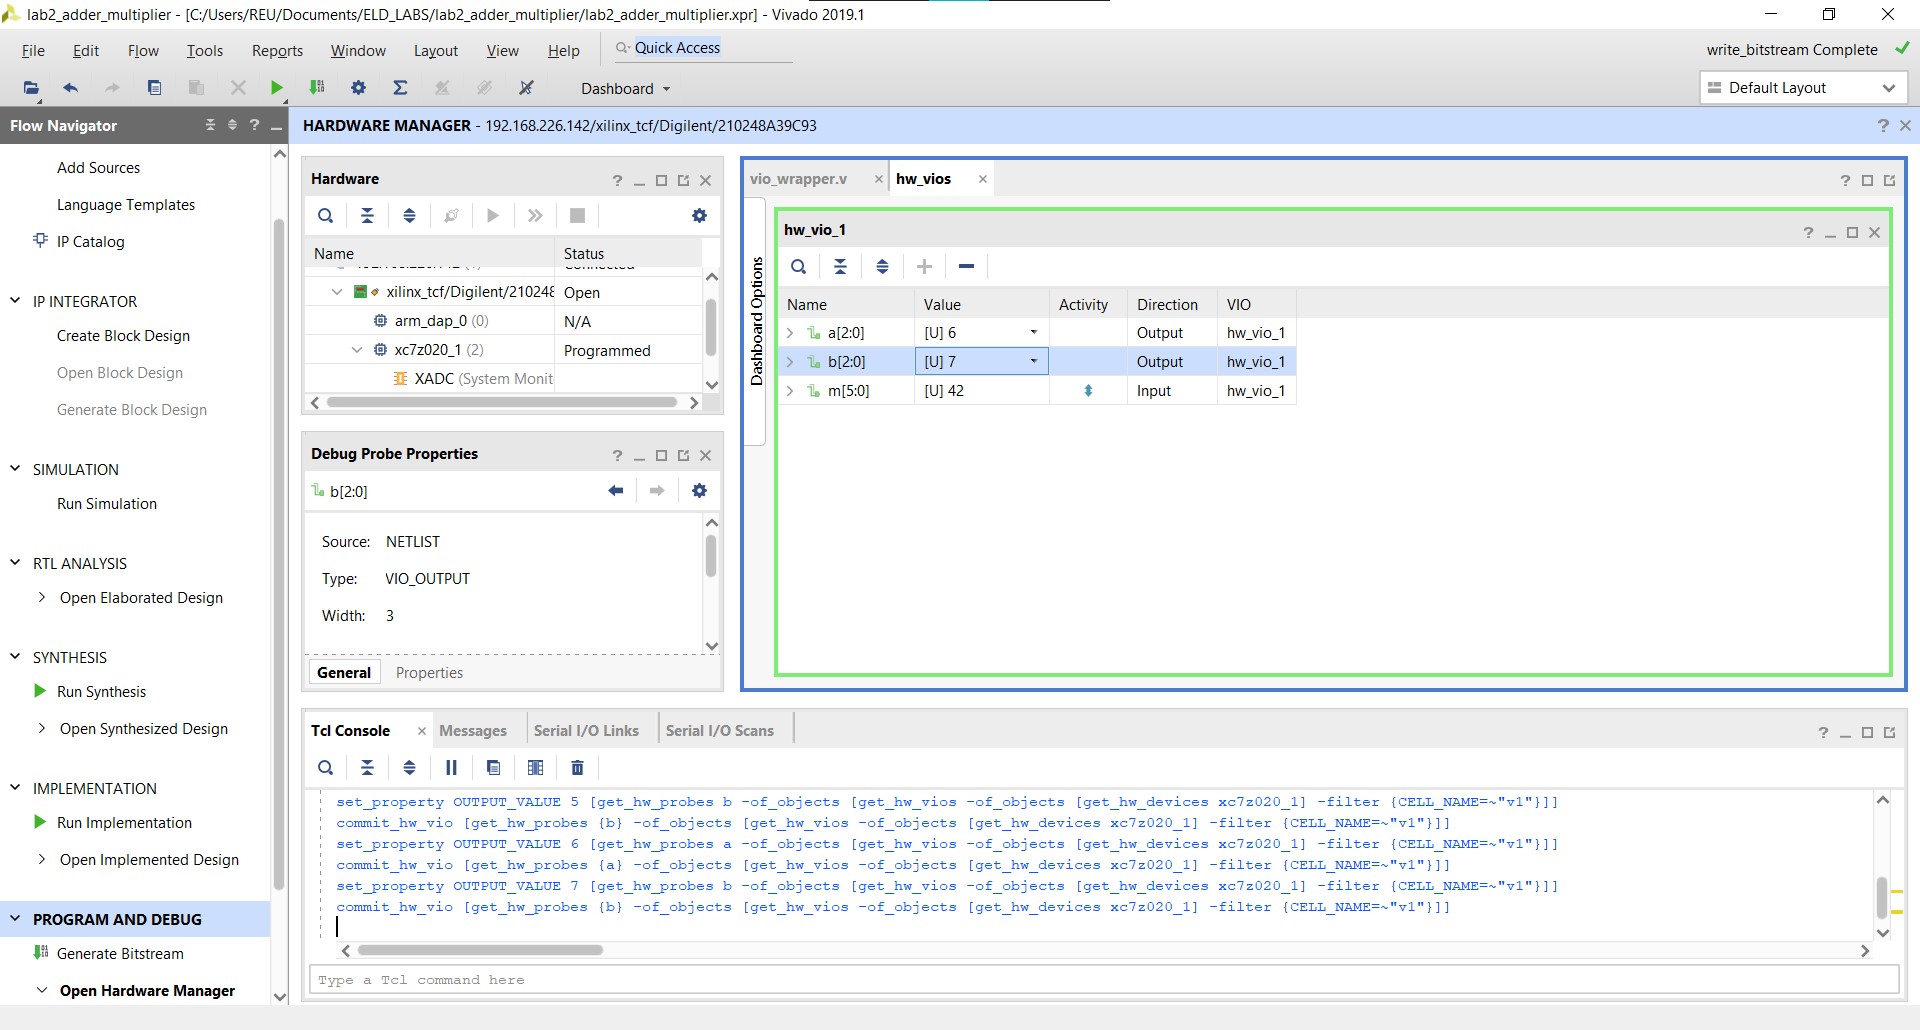 lab2_adder_multiplier - [C:/Users/REU/Documents/ELD_LABS/lab2_adder_multiplier/lab2_adder_multiplier.xpr] - Vivado 2019.1
File Edit Flow Tools Reports Window Layout View Help Quick Access
write_bitstream Complete
Dashboard
Default Layout
Flow Navigator
HARDWARE MANAGER - 192.168.226.142/xilinx_tcf/Digilent/210248A39C93
Add Sources
Language Templates
IP Catalog
IP INTEGRATOR
Create Block Design
Open Block Design
Generate Block Design
SIMULATION
Run Simulation
RTL ANALYSIS
Open Elaborated Design
SYNTHESIS
Run Synthesis
Open Synthesized Design
IMPLEMENTATION
Run Implementation
Open Implemented Design
PROGRAM AND DEBUG
Generate Bitstream
Open Hardware Manager
Hardware
Name Status
xilinx_tcf/Digilent/210248 Open
arm_dap_0 (0) N/A
xc7z020_1 (2) Programmed
XADC (System Monit
Debug Probe Properties
b[2:0]
Source: NETLIST
Type: VIO_OUTPUT
Width: 3
General Properties
vio_wrapper.v hw_vios
Dashboard Options
hw_vio_1
Name Value Activity Direction VIO
a[2:0] [U] 6 Output hw_vio_1
b[2:0] [U] 7 Output hw_vio_1
m[5:0] [U] 42 Input hw_vio_1
Tcl Console Messages Serial I/O Links Serial I/O Scans
set_property OUTPUT_VALUE 5 [get_hw_probes b -of_objects [get_hw_vios -of_objects [get_hw_devices xc7z020_1] -filter {CELL_NAME=~"v1"}]]
commit_hw_vio [get_hw_probes {b} -of_objects [get_hw_vios -of_objects [get_hw_devices xc7z020_1] -filter {CELL_NAME=~"v1"}]]
set_property OUTPUT_VALUE 6 [get_hw_probes a -of_objects [get_hw_vios -of_objects [get_hw_devices xc7z020_1] -filter {CELL_NAME=~"v1"}]]
commit_hw_vio [get_hw_probes {a} -of_objects [get_hw_vios -of_objects [get_hw_devices xc7z020_1] -filter {CELL_NAME=~"v1"}]]
set_property OUTPUT_VALUE 7 [get_hw_probes b -of_objects [get_hw_vios -of_objects [get_hw_devices xc7z020_1] -filter {CELL_NAME=~"v1"}]]
commit_hw_vio [get_hw_probes {b} -of_objects [get_hw_vios -of_objects [get_hw_devices xc7z020_1] -filter {CELL_NAME=~"v1"}]]
Type a Tcl command here